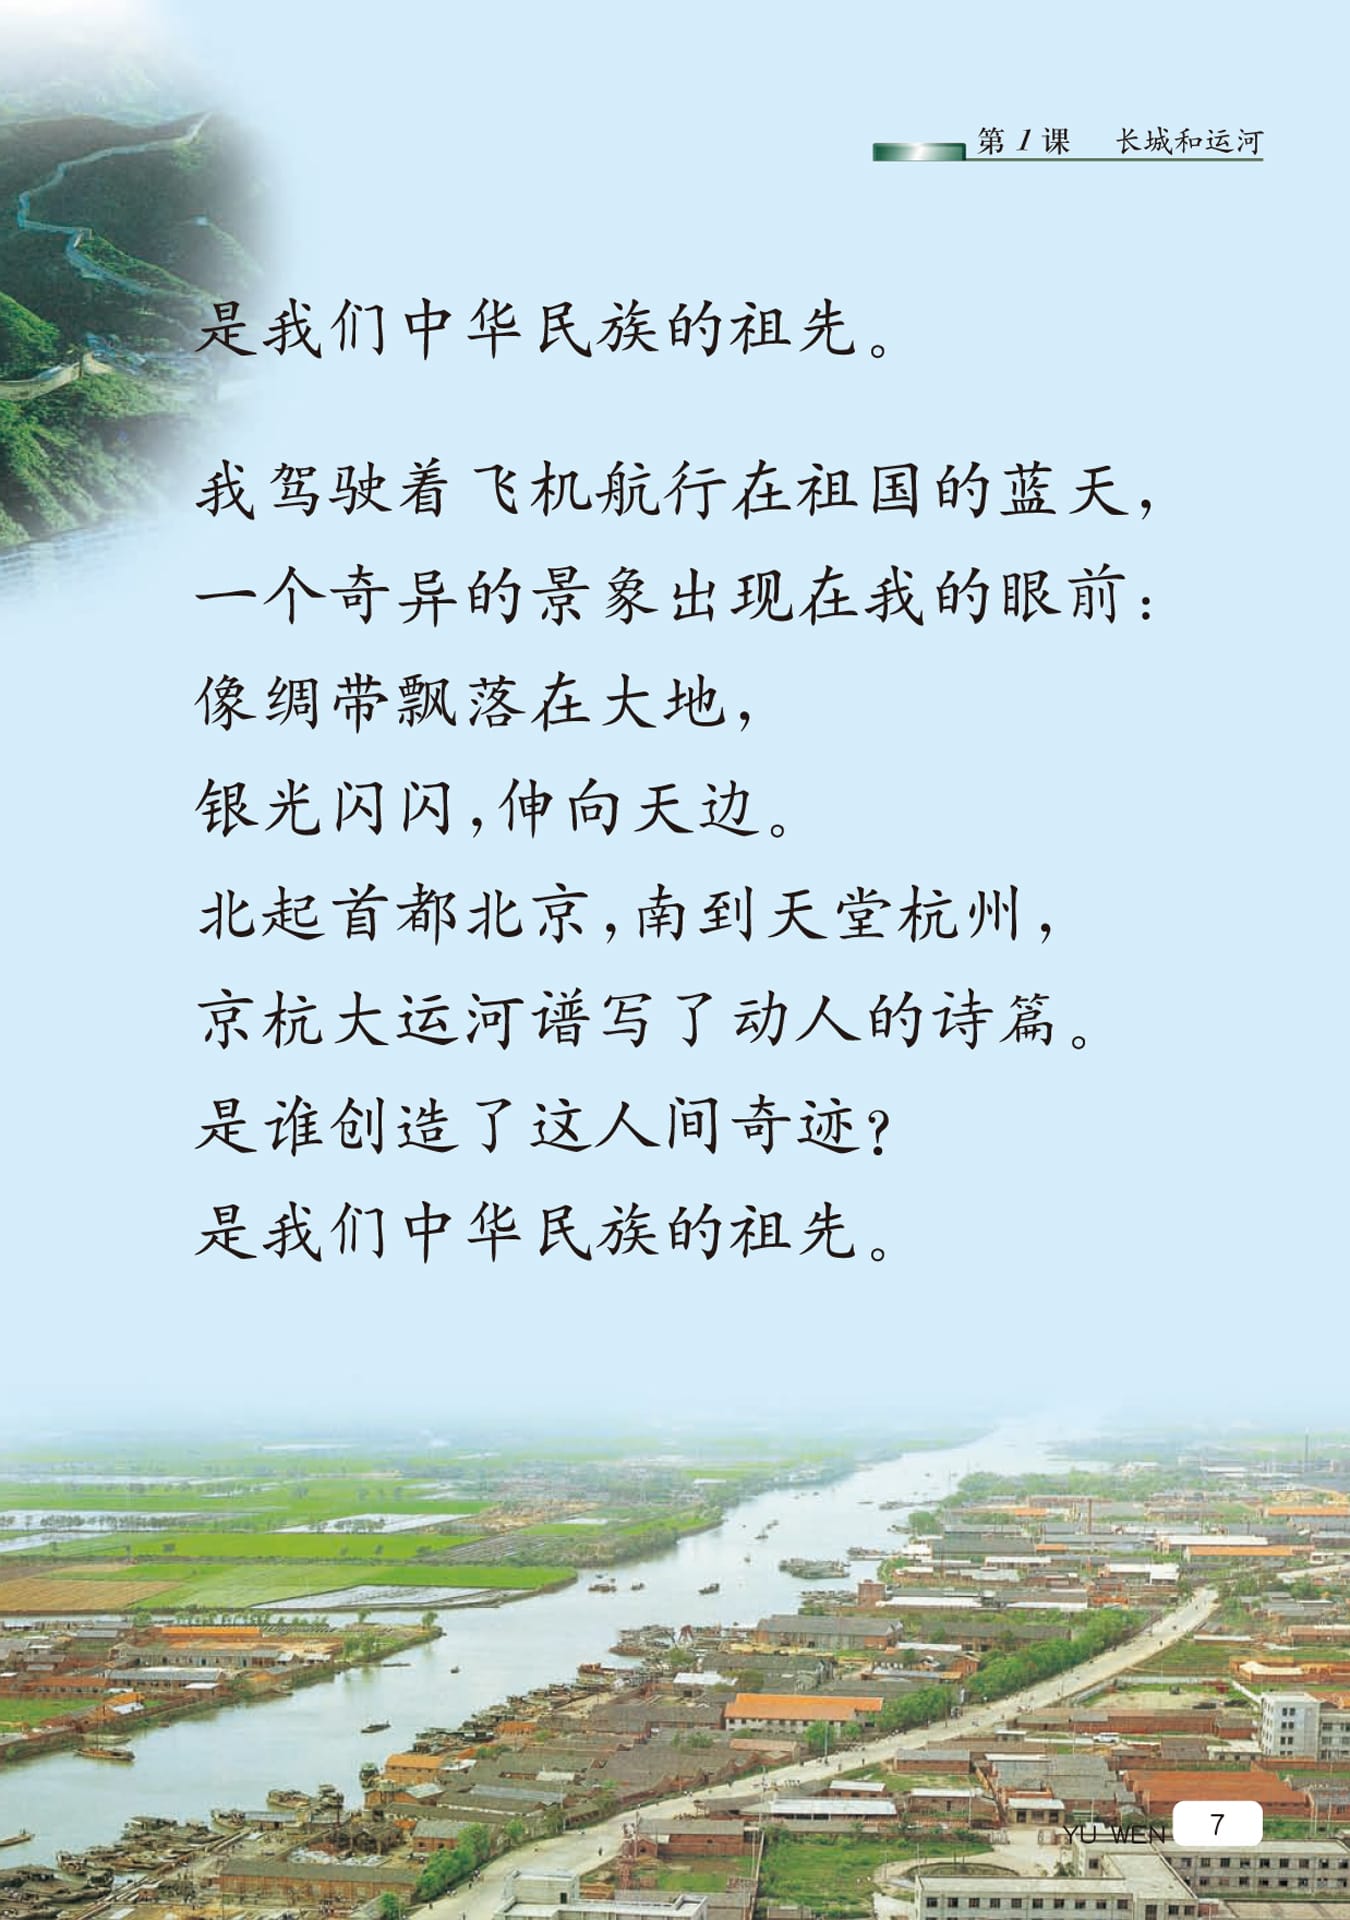 第1课 长城和运河
是我们中华民族的祖先。
我驾驶着飞机航行在祖国的蓝天，
一个奇异的景象出现在我的眼前：
像绸带飘落在大地，
银光闪闪，伸向天边。
北起首都北京，南到天堂杭州，
京杭大运河谱写了动人的诗篇。
是谁创造了这人间奇迹？
是我们中华民族的祖先。
YU WEN 7